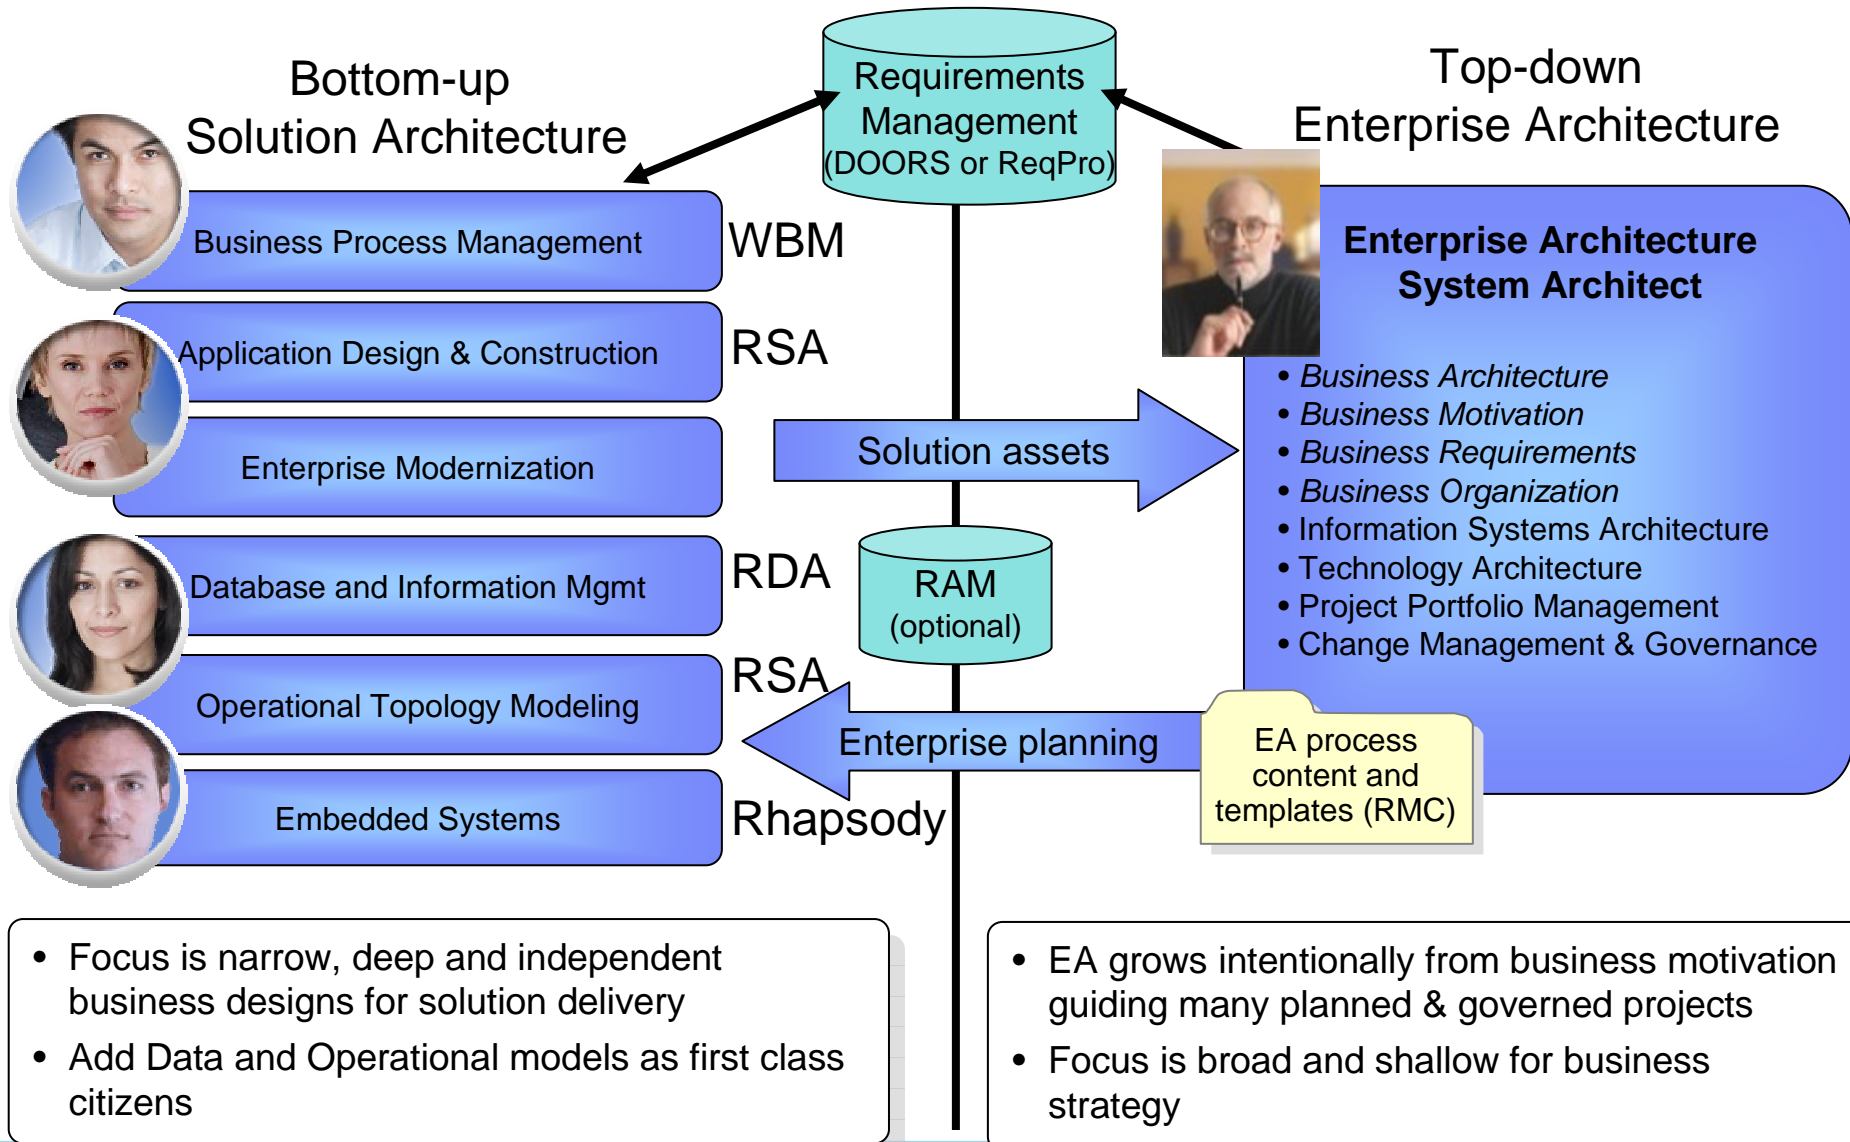 Bottom-up
Solution Architecture
Requirements
Management
(DOORS or ReqPro)
Top-down
Enterprise Architecture
Business Process Management
WBM
Application Design & Construction
RSA
Enterprise Modernization
Database and Information Mgmt
RDA
Operational Topology Modeling
RSA
Embedded Systems
Rhapsody
Solution assets
RAM
(optional)
Enterprise planning
Enterprise Architecture
System Architect
• Business Architecture
• Business Motivation
• Business Requirements
• Business Organization
• Information Systems Architecture
• Technology Architecture
• Project Portfolio Management
• Change Management & Governance
EA process
content and
templates (RMC)
• Focus is narrow, deep and independent
business designs for solution delivery
• Add Data and Operational models as first class
citizens
• EA grows intentionally from business motivation
guiding many planned & governed projects
• Focus is broad and shallow for business
strategy